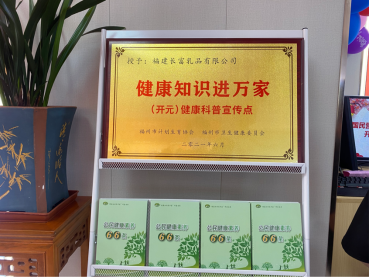 授予：福建长富乳品有限公司
健康知识进万家
（开元）健康科普宣传点
福州市计划生育协会 福州市卫生健康委员会
二〇二一年六月
公民健康素养
66条
公民健康素养
66条
公民健康素养
66条
公民健康素养
66条